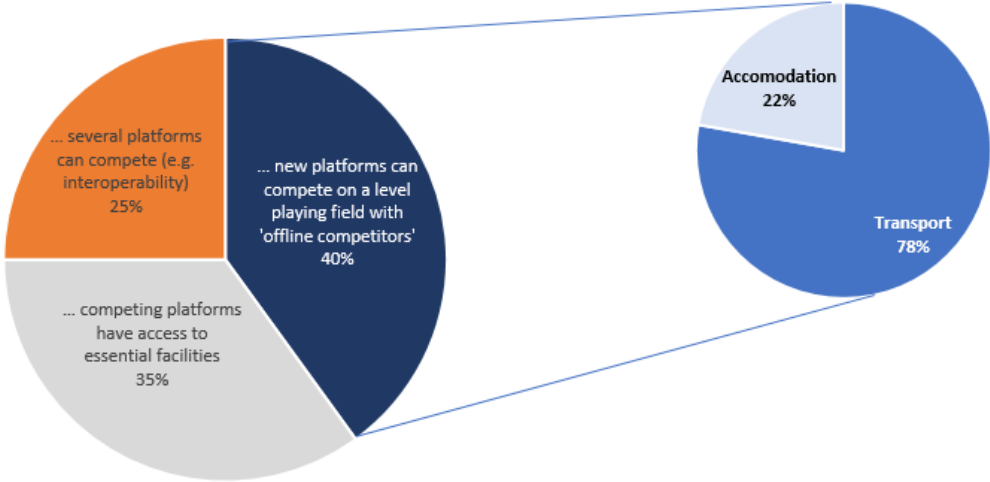 ... several platforms
can compete (e.g.
interoperability)
25%
... new platforms can
compete on a level
playing field with
'offline competitors'
40%
... competing platforms
have access to
essential facilities
35%
Accomodation
22%
Transport
78%